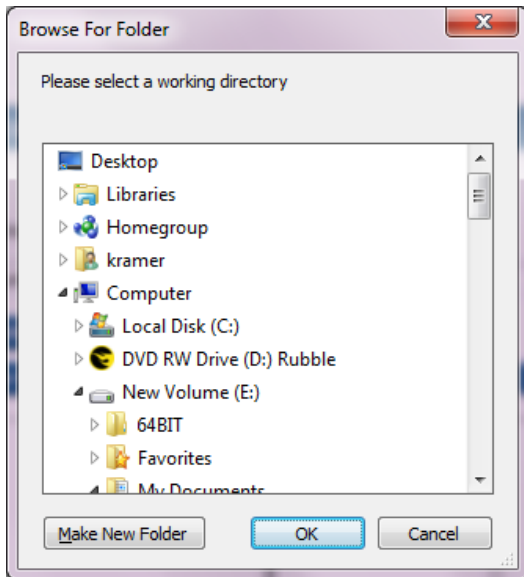 Browse For Folder
Please select a working directory
Desktop
Libraries
Homegroup
kramer
Computer
Local Disk (C:)
DVD RW Drive (D:) Rubble
New Volume (E:)
64BIT
Favorites
My Documents
Make New Folder OK Cancel